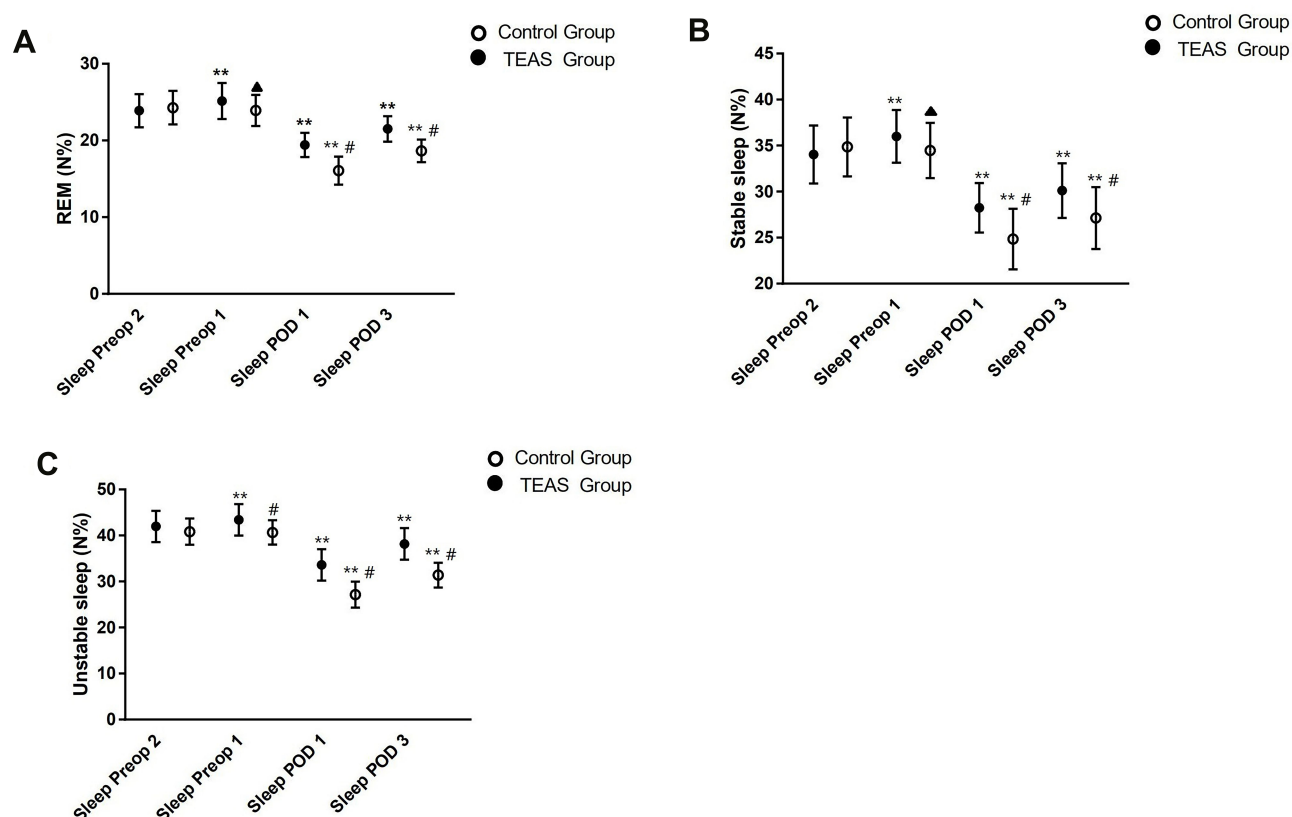 A
Control Group
TEAS Group
REM (N%)
30
20
10
0
**
**
** #
**
** #
Sleep Preop 2
Sleep Preop 1
Sleep POD 1
Sleep POD 3
B
Control Group
TEAS Group
Stable sleep (N%)
45
40
35
30
25
20
**
**
** #
**
** #
Sleep Preop 2
Sleep Preop 1
Sleep POD 1
Sleep POD 3
C
Control Group
TEAS Group
Unstable sleep (N%)
50
40
30
20
10
0
**
#
**
** #
**
** #
Sleep Preop 2
Sleep Preop 1
Sleep POD 1
Sleep POD 3